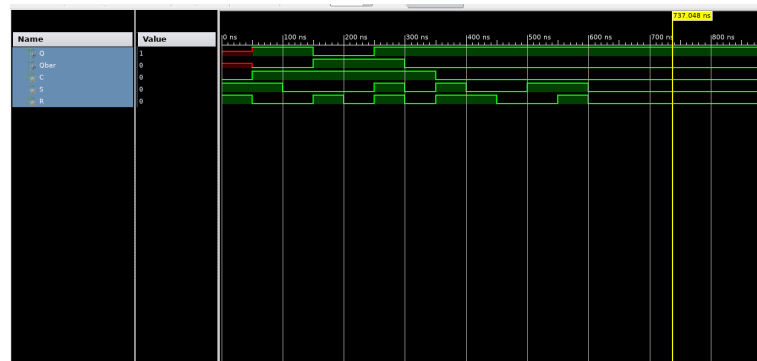 737.048 ns
Name Value
0 ns 100 ns 200 ns 300 ns 400 ns 500 ns 600 ns 700 ns 800 ns
Q 1
Qbar 0
C 0
S 0
R 0